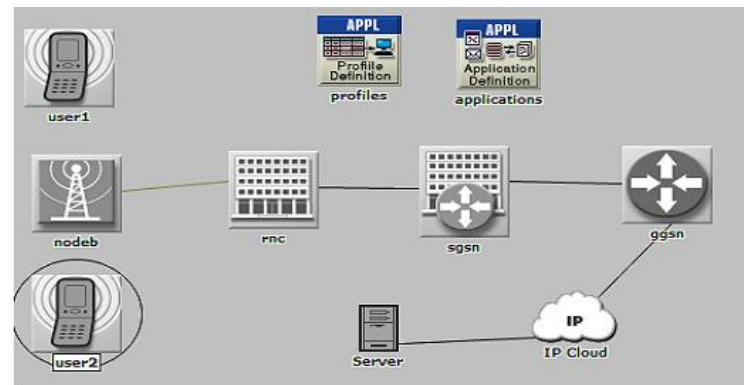 APPL
Profile
Definition
profiles
APPL
Application
Definition
applications
user1
nodeb
rnc
sgsn
ggsn
user2
Server
IP
IP Cloud